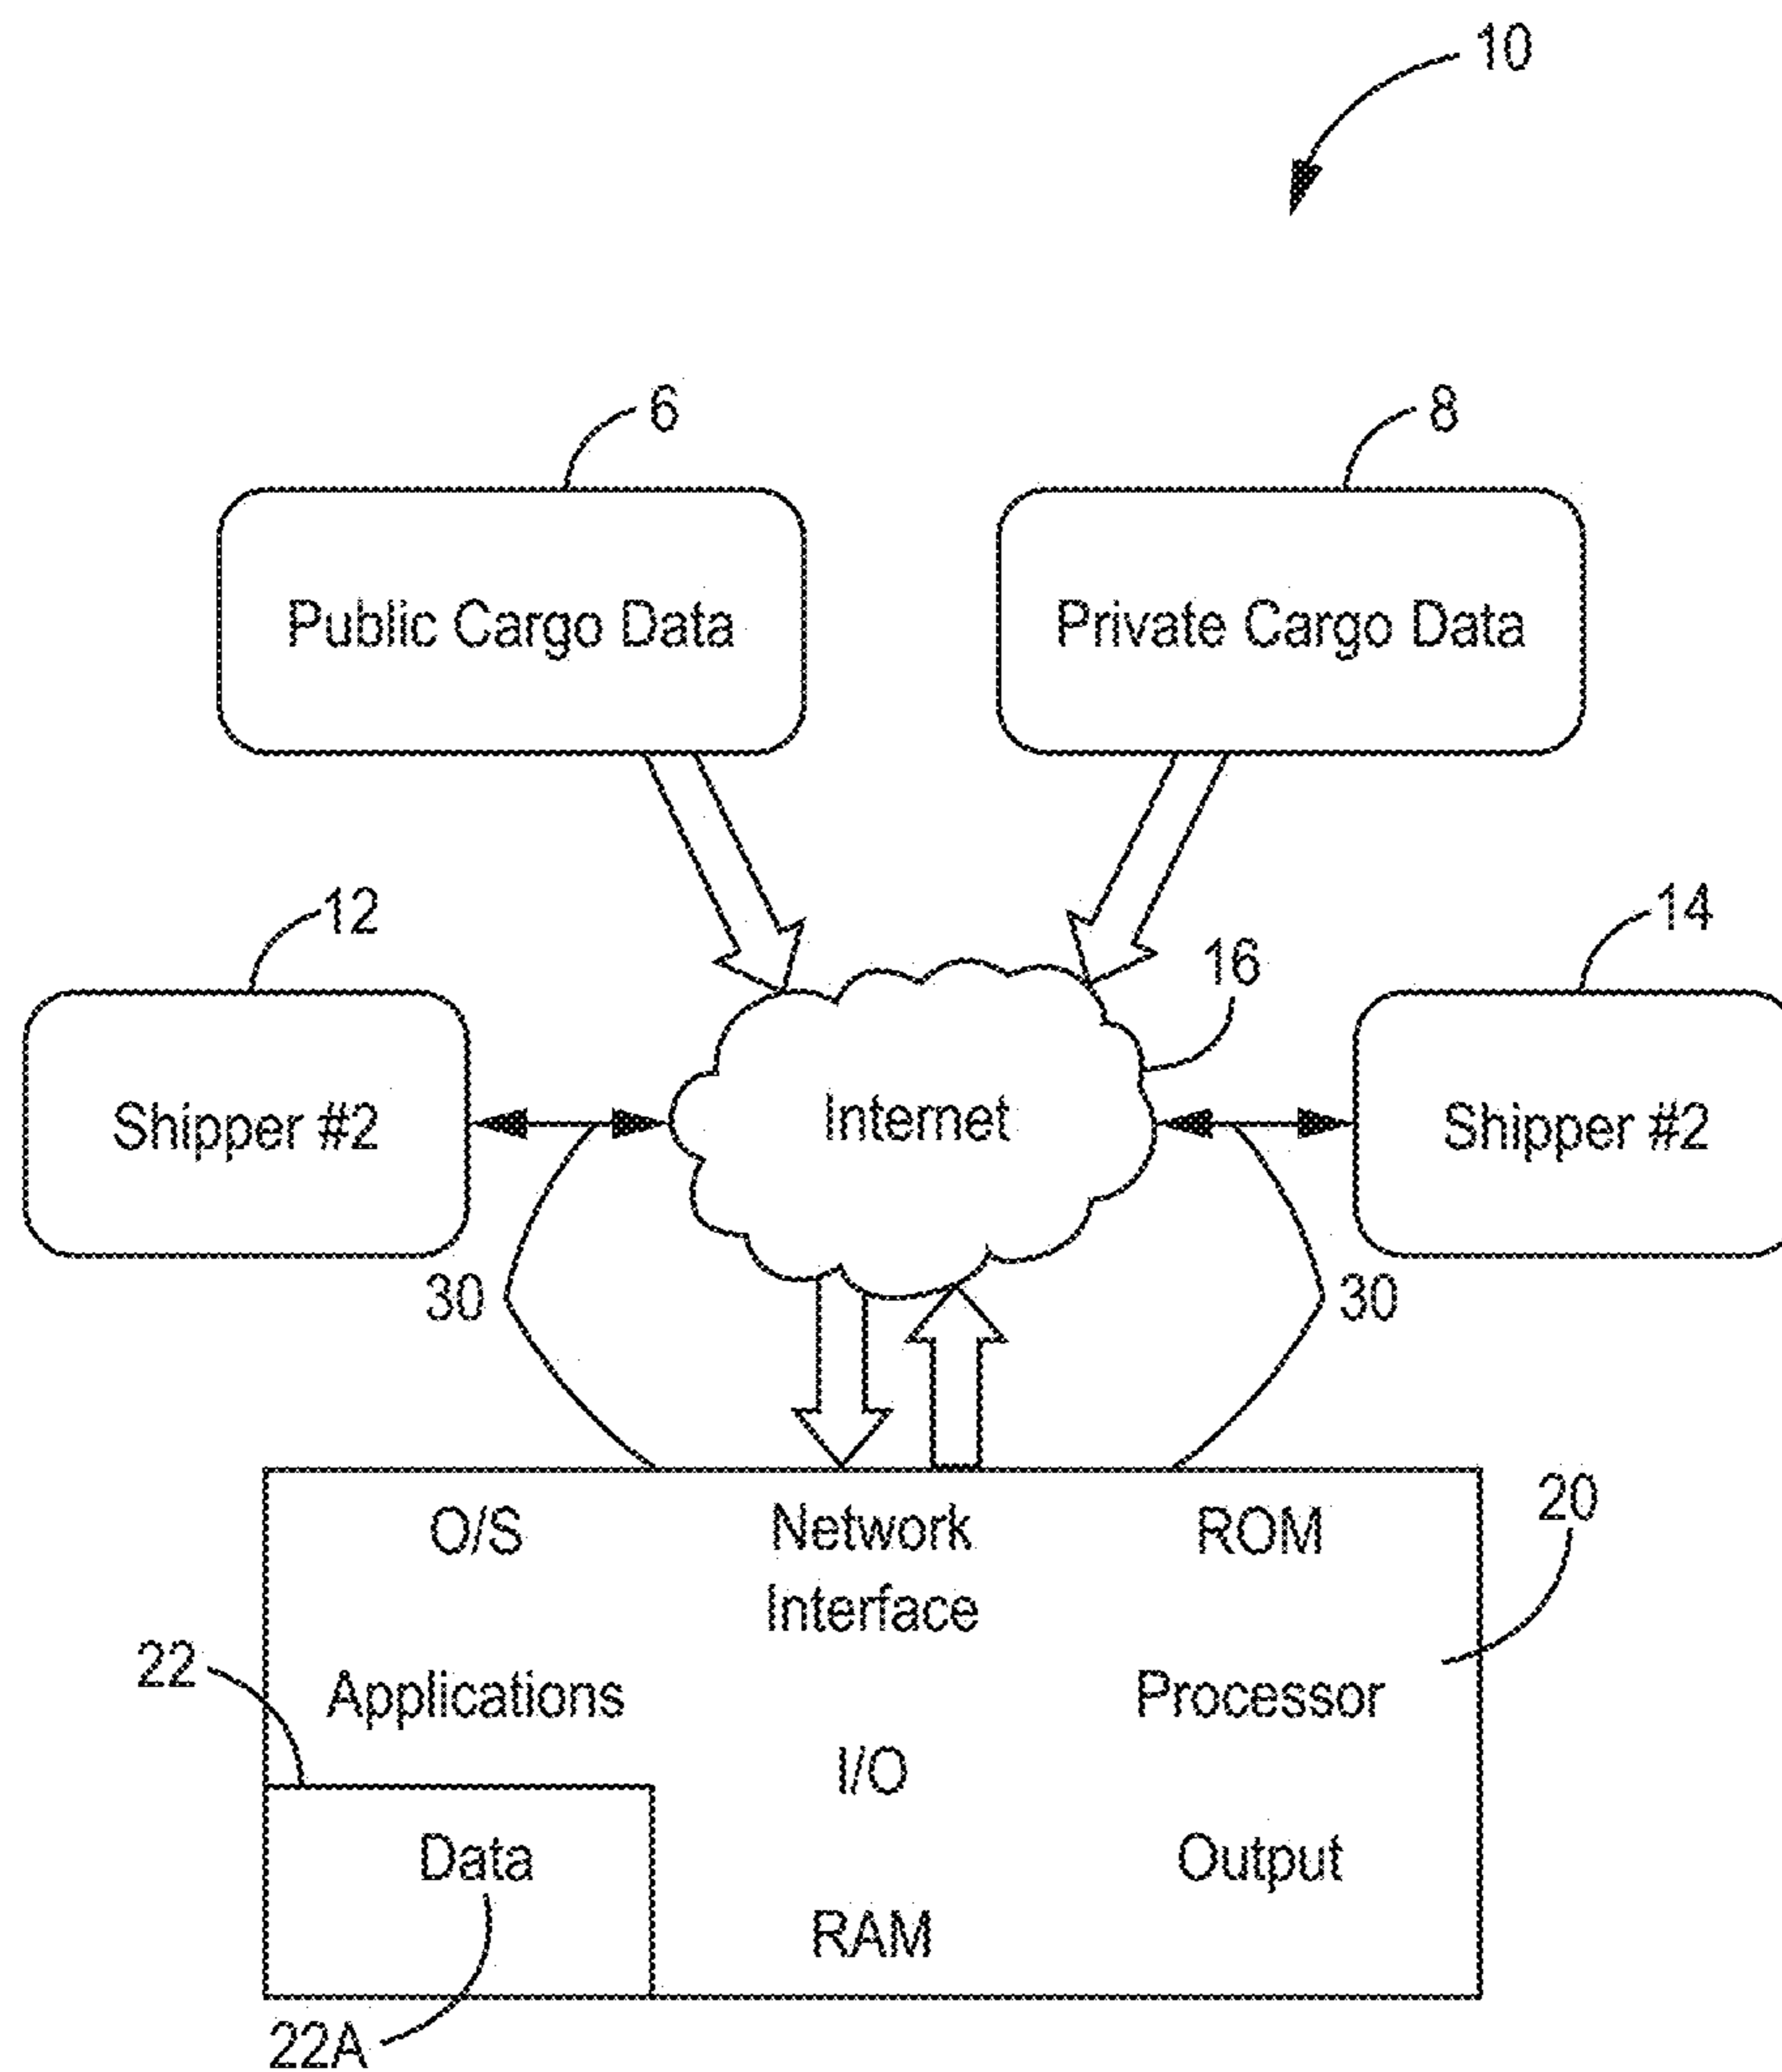 10
6
8
Public Cargo Data
Private Cargo Data
12
14
16
Shipper #2
Internet
Shipper #2
30
30
O/S
Network
Interface
ROM
20
22
Applications
Processor
I/O
Data
Output
RAM
22A